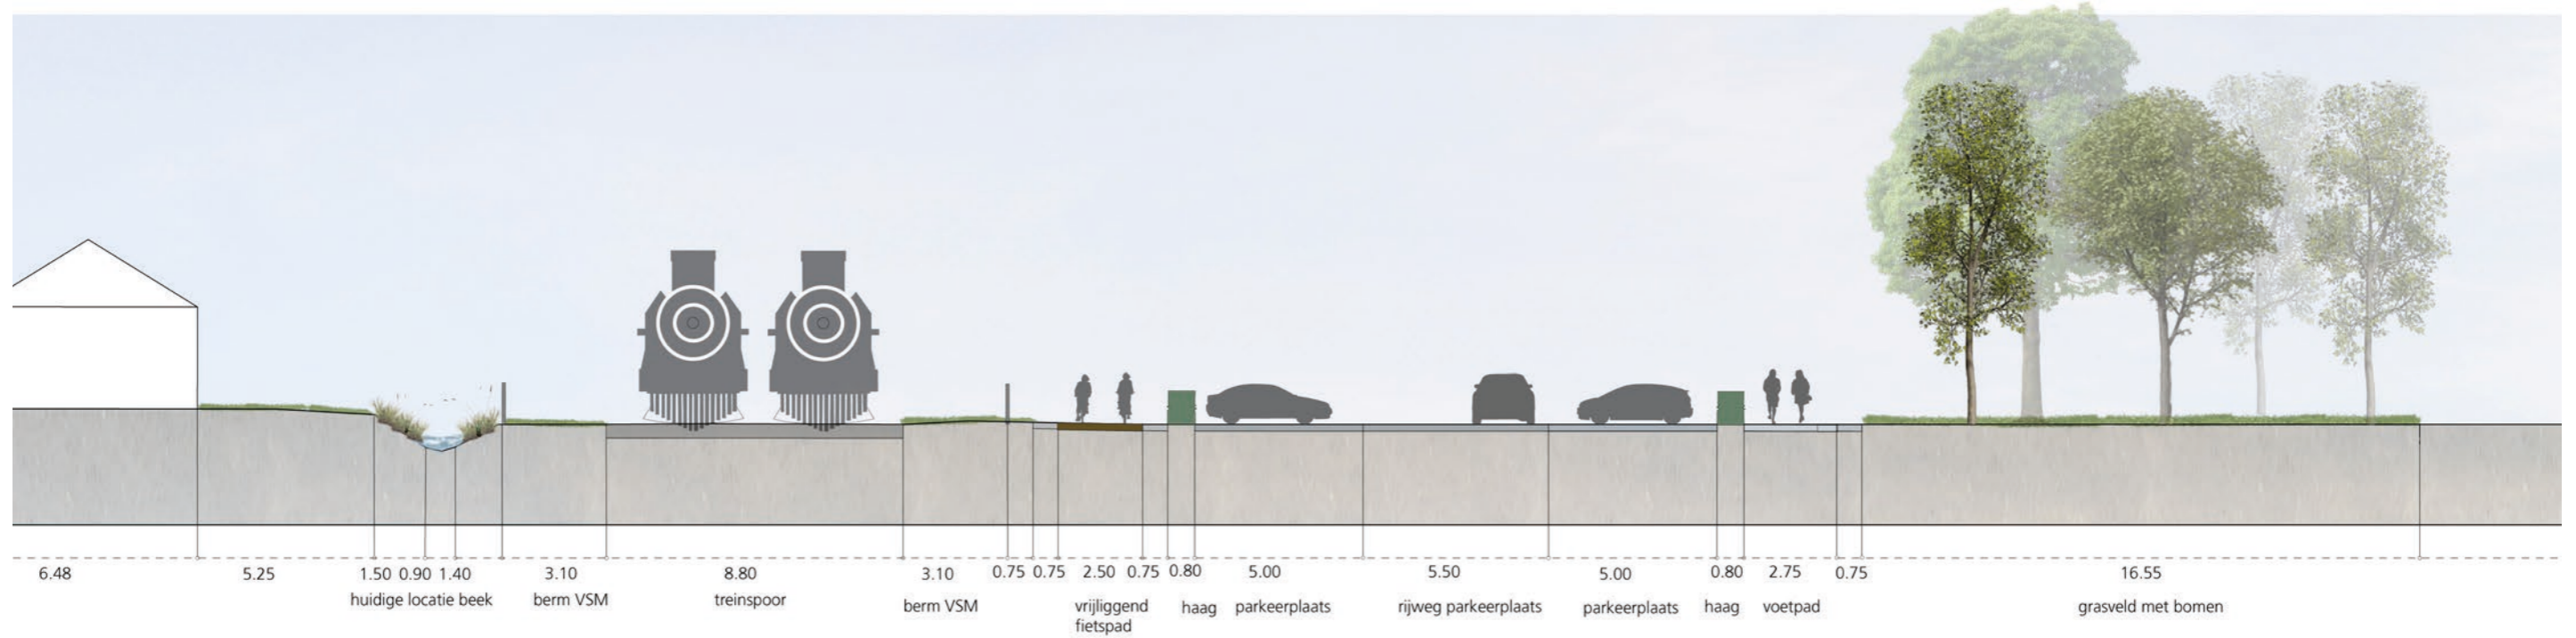 6.48 5.25 1.50 0.90 1.40 3.10 8.80 3.10 0.75 0.75 2.50 0.75 0.80 5.00 5.50 5.00 0.80 2.75 0.75 16.55
huidige locatie beek berm VSM treinspoor berm VSM vrijliggend haag parkeerplaats rijweg parkeerplaats parkeerplaats haag voetpad grasveld met bomen
fietspad